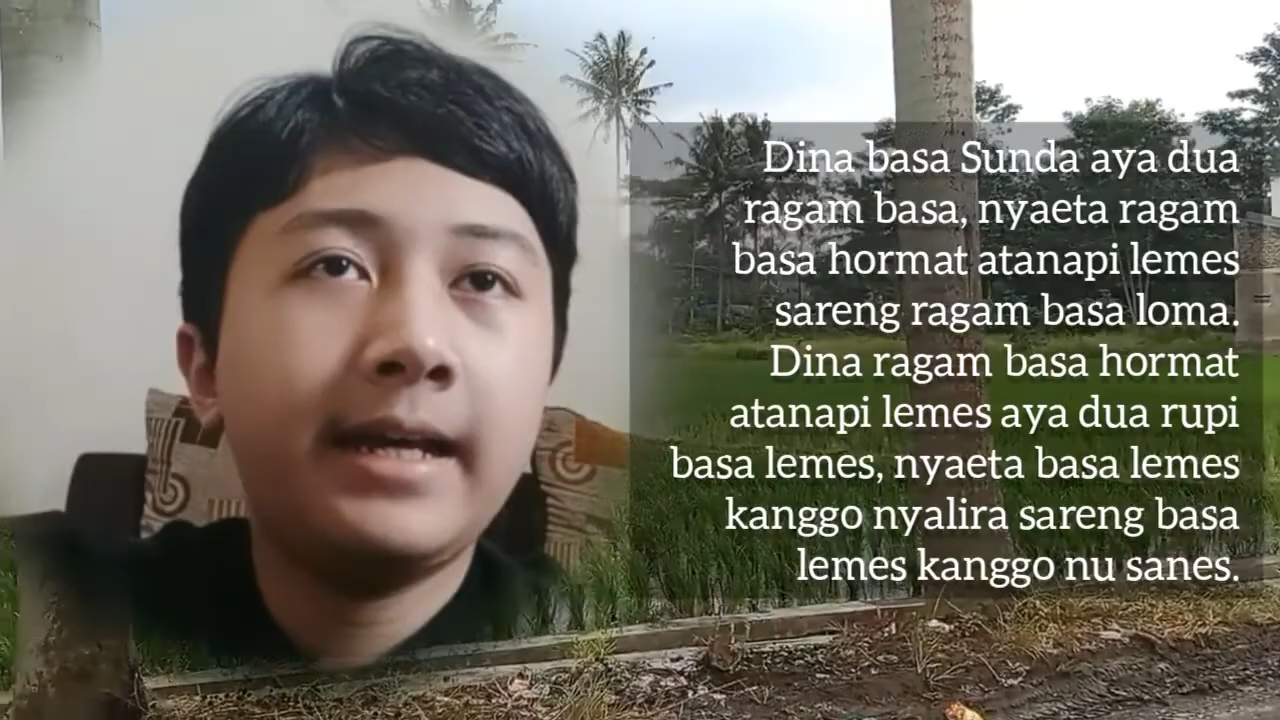 Dina basa Sunda aya dua
ragam basa, nyaeta ragam
basa hormat atanapi lemes
sareng ragam basa loma.
Dina ragam basa hormat
atanapi lemes aya dua rupi
basa lemes, nyaeta basa lemes
kanggo nyalira sareng basa
lemes kanggo nu sanes.